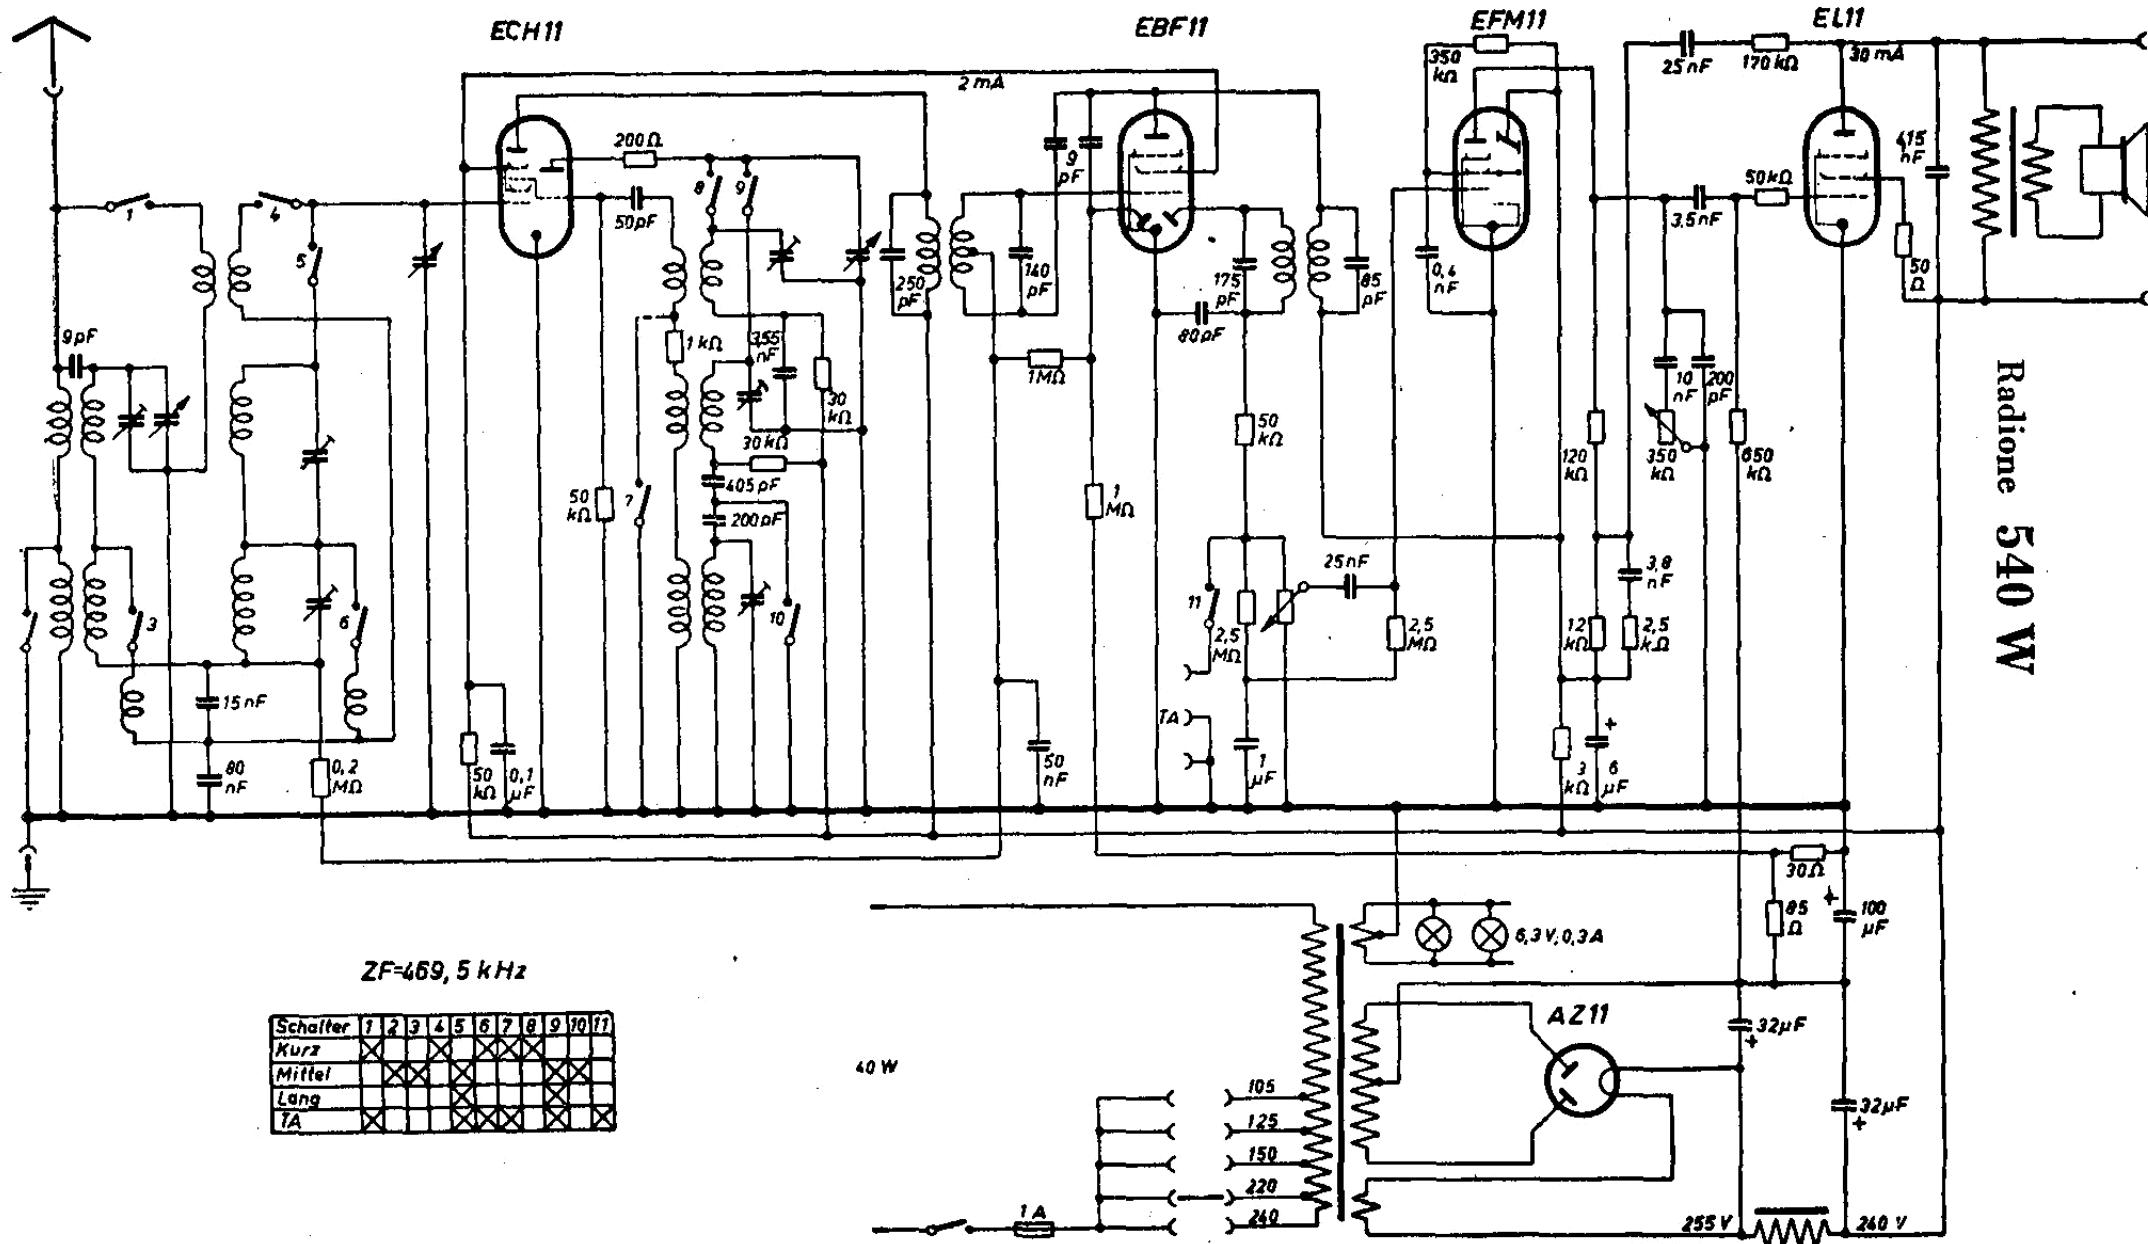 ECH11
EBF11
EFM11
EL11
2 mA
30 mA
350 kΩ
25 nF
170 kΩ
200 Ω
50 pF
8
9
9 pF
415 nF
50 kΩ
3,5 nF
50 Ω
1
4
5
250 pF
140 pF
175 pF
85 pF
80 pF
0,4 nF
9 pF
1 kΩ
355 nF
30 kΩ
1 MΩ
10 nF
200 pF
50 kΩ
120 kΩ
350 kΩ
650 kΩ
30 kΩ
405 pF
200 pF
50 kΩ
7
1 MΩ
25 nF
3,8 nF
3
6
10
11
2,5 MΩ
2,5 MΩ
12 kΩ
2,5 kΩ
15 nF
TA
80 nF
0,2 MΩ
50 kΩ
0,1 µF
50 nF
1 µF
3 kΩ
+
6 µF
Radione 540 W
30 Ω
+
85 Ω
100 µF
6,3 V; 0,3 A
ZF=469,5 kHz
Schalter 1 2 3 4 5 6 7 8 9 10 11
Kurz
Mittel
Lang
TA
AZ11
32 µF
+
32 µF
+
40 W
105
125
150
220
240
1 A
255 V
240 V